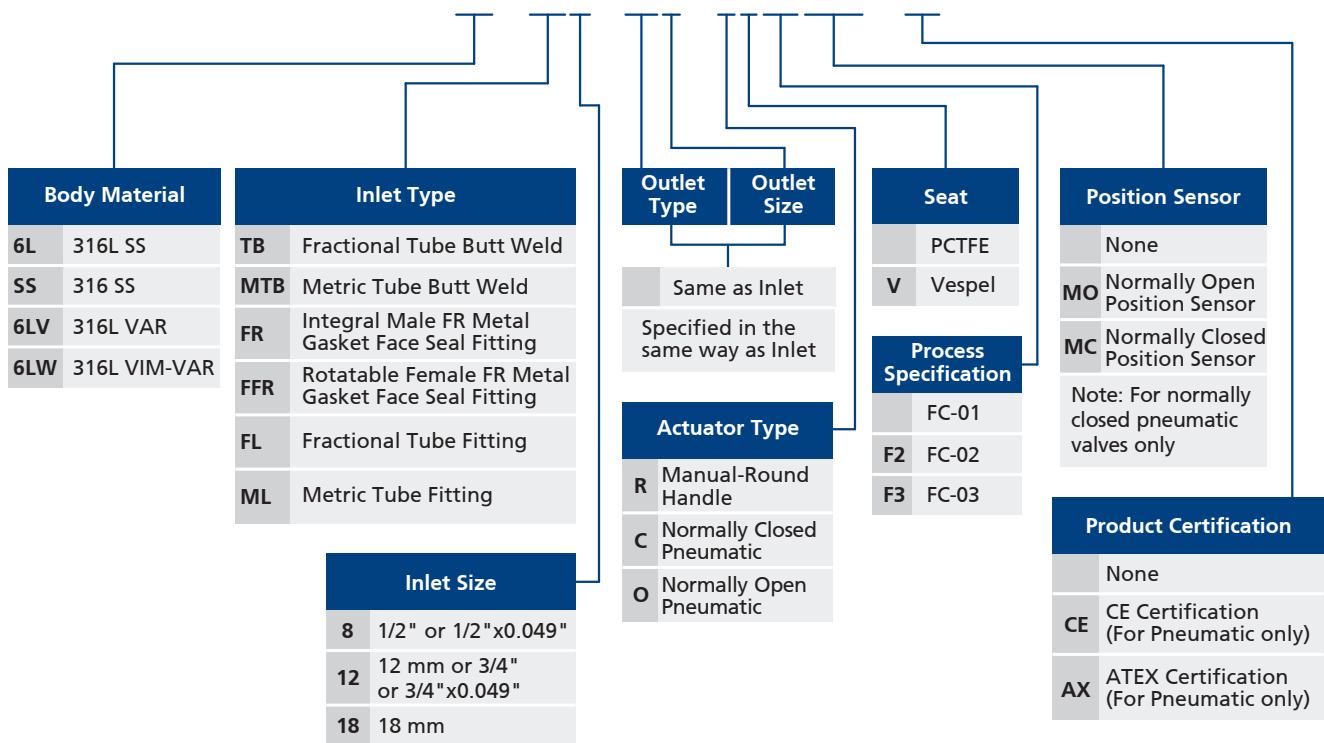 Body Material
6L 316L SS
SS 316 SS
6LV 316L VAR
6LW 316L VIM-VAR
Inlet Type
TB Fractional Tube Butt Weld
MTB Metric Tube Butt Weld
FR Integral Male FR Metal
Gasket Face Seal Fitting
FFR Rotatable Female FR Metal
Gasket Face Seal Fitting
FL Fractional Tube Fitting
ML Metric Tube Fitting
Inlet Size
8 1/2" or 1/2"x0.049"
12 12 mm or 3/4"
or 3/4"x0.049"
18 18 mm
Outlet
Type
Outlet
Size
Same as Inlet
Specified in the
same way as Inlet
Actuator Type
R Manual-Round
Handle
C Normally Closed
Pneumatic
O Normally Open
Pneumatic
Seat
PCTFE
V Vespel
Process
Specification
FC-01
F2 FC-02
F3 FC-03
Position Sensor
None
MO Normally Open
Position Sensor
MC Normally Closed
Position Sensor
Note: For normally
closed pneumatic
valves only
Product Certification
None
CE CE Certification
(For Pneumatic only)
AX ATEX Certification
(For Pneumatic only)